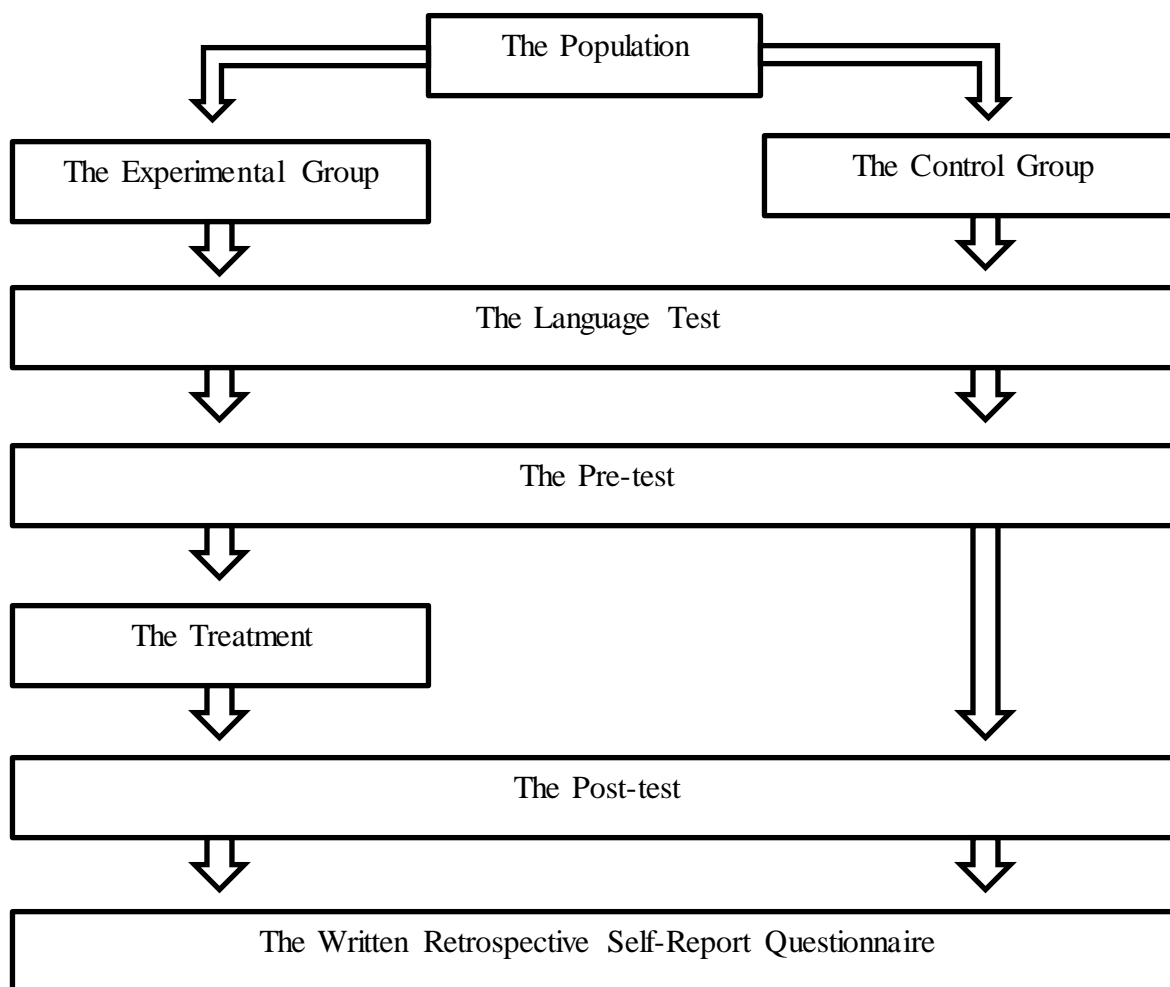 The Population
The Experimental Group
The Control Group
The Language Test
The Pre-test
The Treatment
The Post-test
The Written Retrospective Self-Report Questionnaire